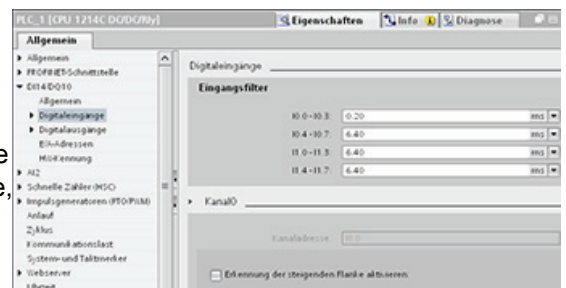 PLC_1 [CPU 1214C DC/DC/Rly]
Eigenschaften
Info
Diagnose
Allgemein
Allgemein
PROFINET-Schnittstelle
DI14/DQ10
Allgemein
Digitaleingänge
Digitalausgänge
E/A-Adressen
HW-Kennung
AI2
Schnelle Zähler (HSC)
Impulsgeneratoren (PTO/PWM)
Anlauf
Zyklus
Kommunikationslast
System- und Taktmerker
Webserver
Uhrzeit
Digitaleingänge
Eingangsfilter
I0.0-I0.3: 0.20 ms
I0.4-I0.7: 6.40 ms
I1.0-I1.3: 6.40 ms
I1.4-I1.7: 6.40 ms
Kanal0
Kanaladresse: I0.0
Erkennung der steigenden Flanke aktivieren
e
e,